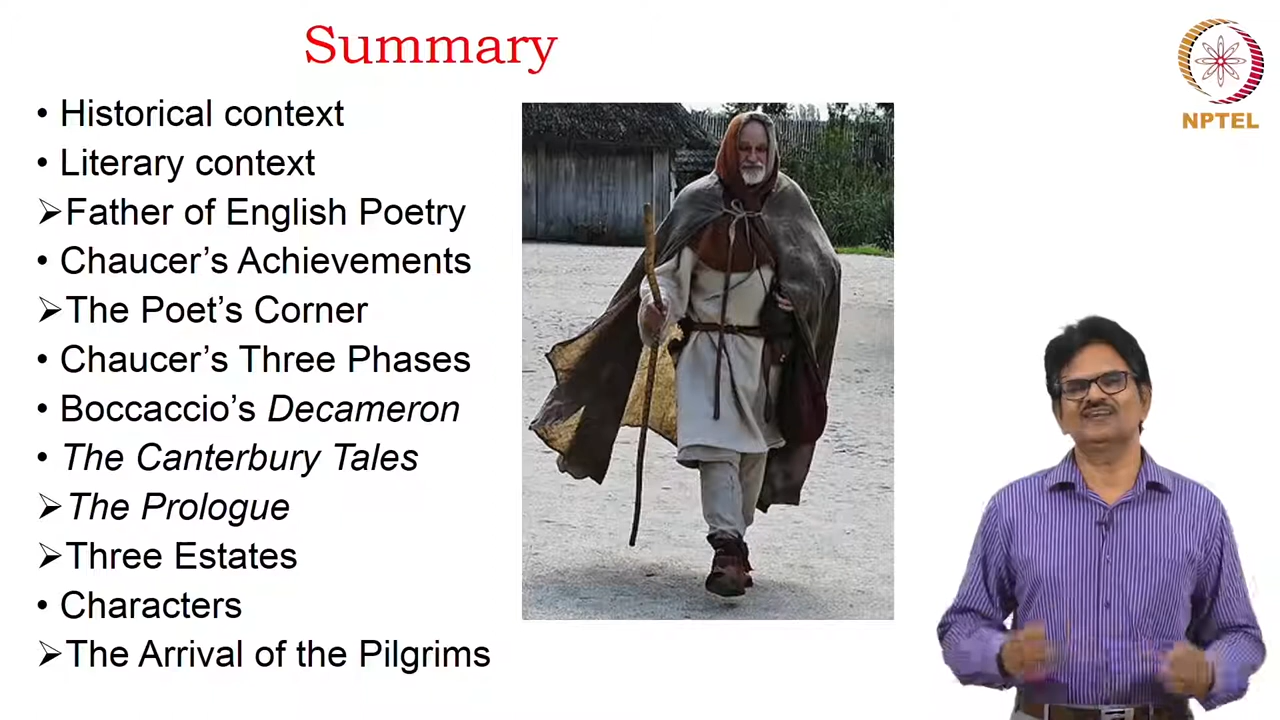 Summary
• Historical context
• Literary context
➢Father of English Poetry
• Chaucer’s Achievements
➢The Poet’s Corner
• Chaucer’s Three Phases
• Boccaccio’s Decameron
• The Canterbury Tales
➢The Prologue
➢Three Estates
• Characters
➢The Arrival of the Pilgrims
NPTEL